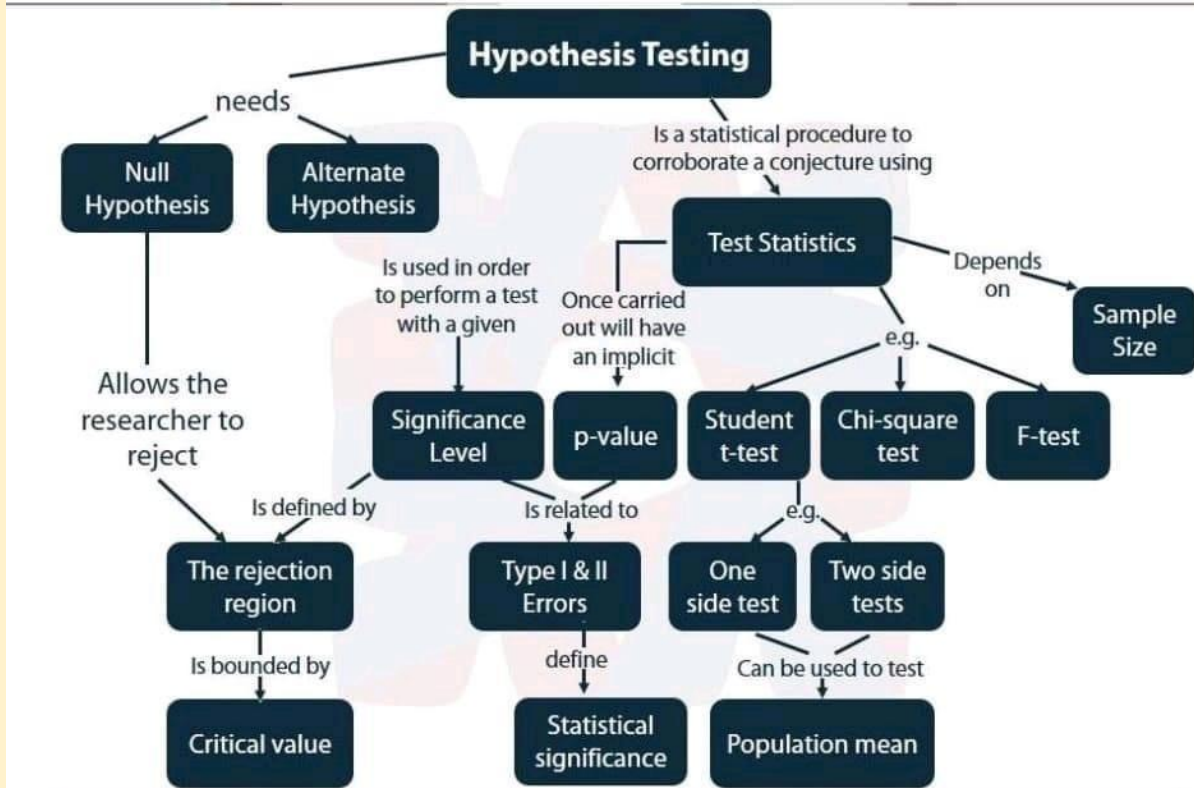 Hypothesis Testing
needs
Is a statistical procedure to
corroborate a conjecture using
Null
Hypothesis
Alternate
Hypothesis
Test Statistics
Depends
on
Sample
Size
Is used in order
to perform a test
with a given
Once carried
out will have
an implicit
e.g.
Allows the
researcher to
reject
Significance
Level
p-value
Student
t-test
Chi-square
test
F-test
Is defined by
Is related to
e.g.
The rejection
region
Type I & II
Errors
One
side test
Two side
tests
Is bounded by
define
Can be used to test
Critical value
Statistical
significance
Population mean